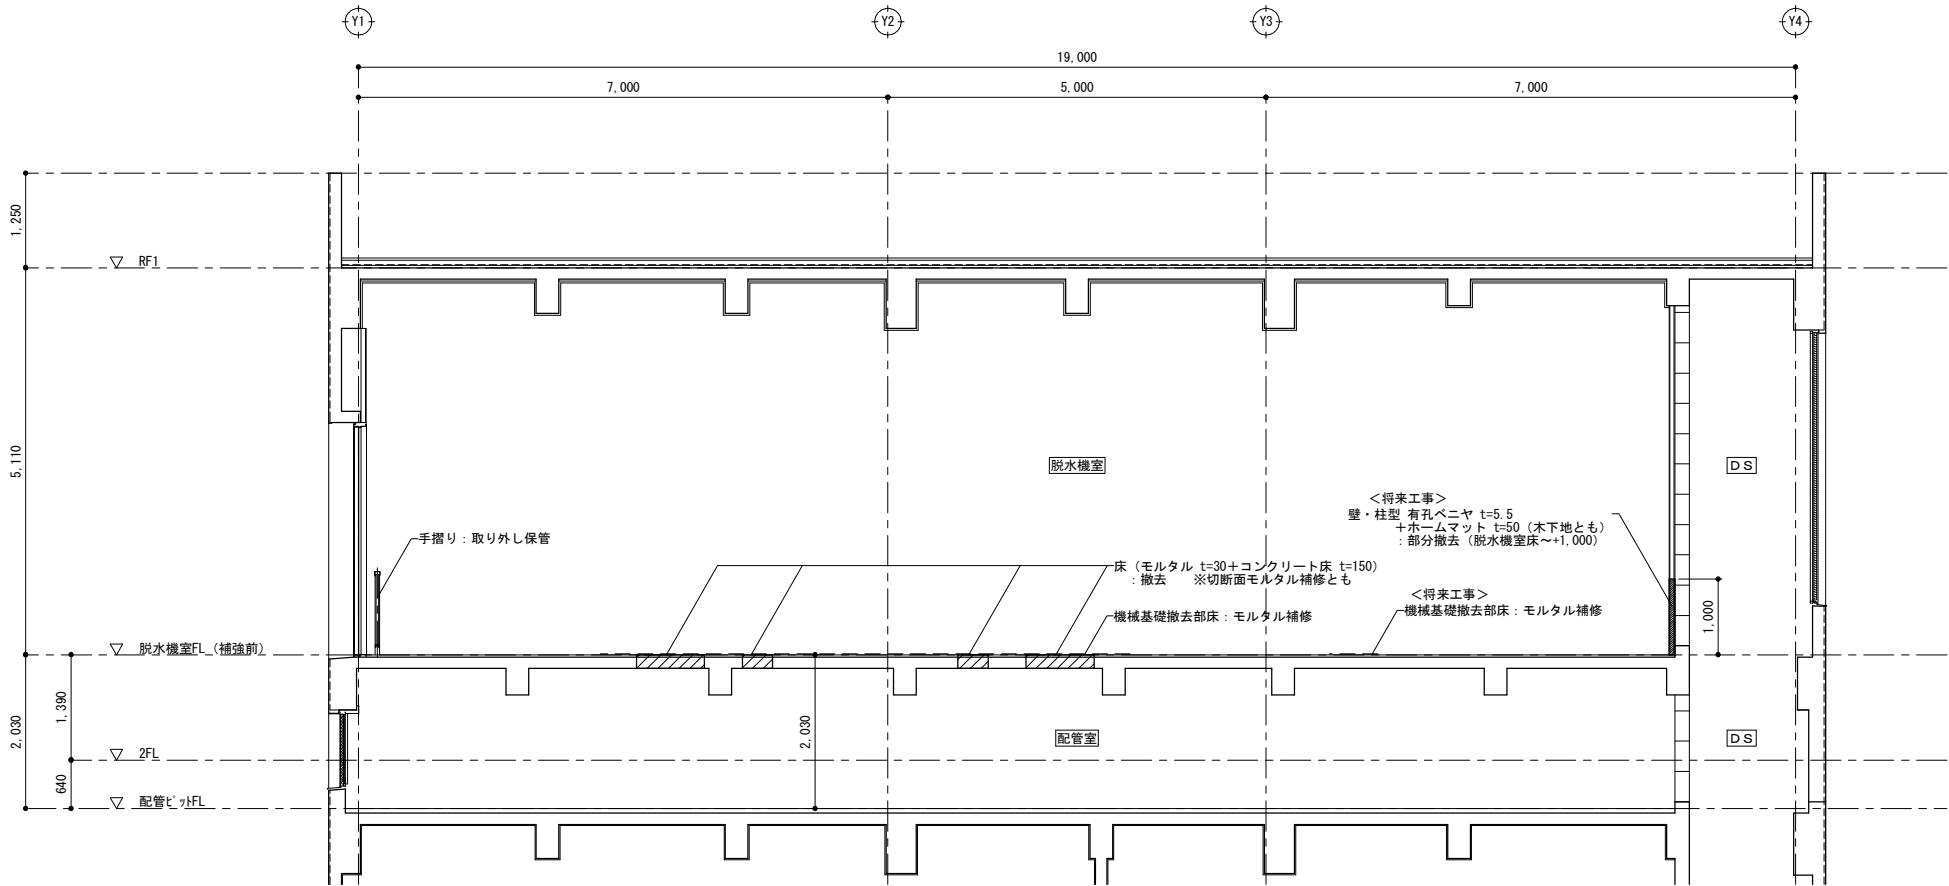 Y1
Y2
Y3
Y4
19,000
7,000
5,000
7,000
1,250
RF1
5,110
脱水機室
DS
＜将来工事＞
壁・柱型 有孔ベニヤ t=5.5
＋ホームマット t=50（木下地とも）
：部分撤去（脱水機室床～+1,000）
手摺り：取り外し保管
床（モルタル t=30＋コンクリート床 t=150）
：撤去　※切断面モルタル補修とも
＜将来工事＞
機械基礎撤去部床：モルタル補修
機械基礎撤去部床：モルタル補修
1,000
脱水機室FL（補強前）
1,390
2,030
2,030
配管室
DS
2FL
640
配管ﾋﾟｯﾄFL